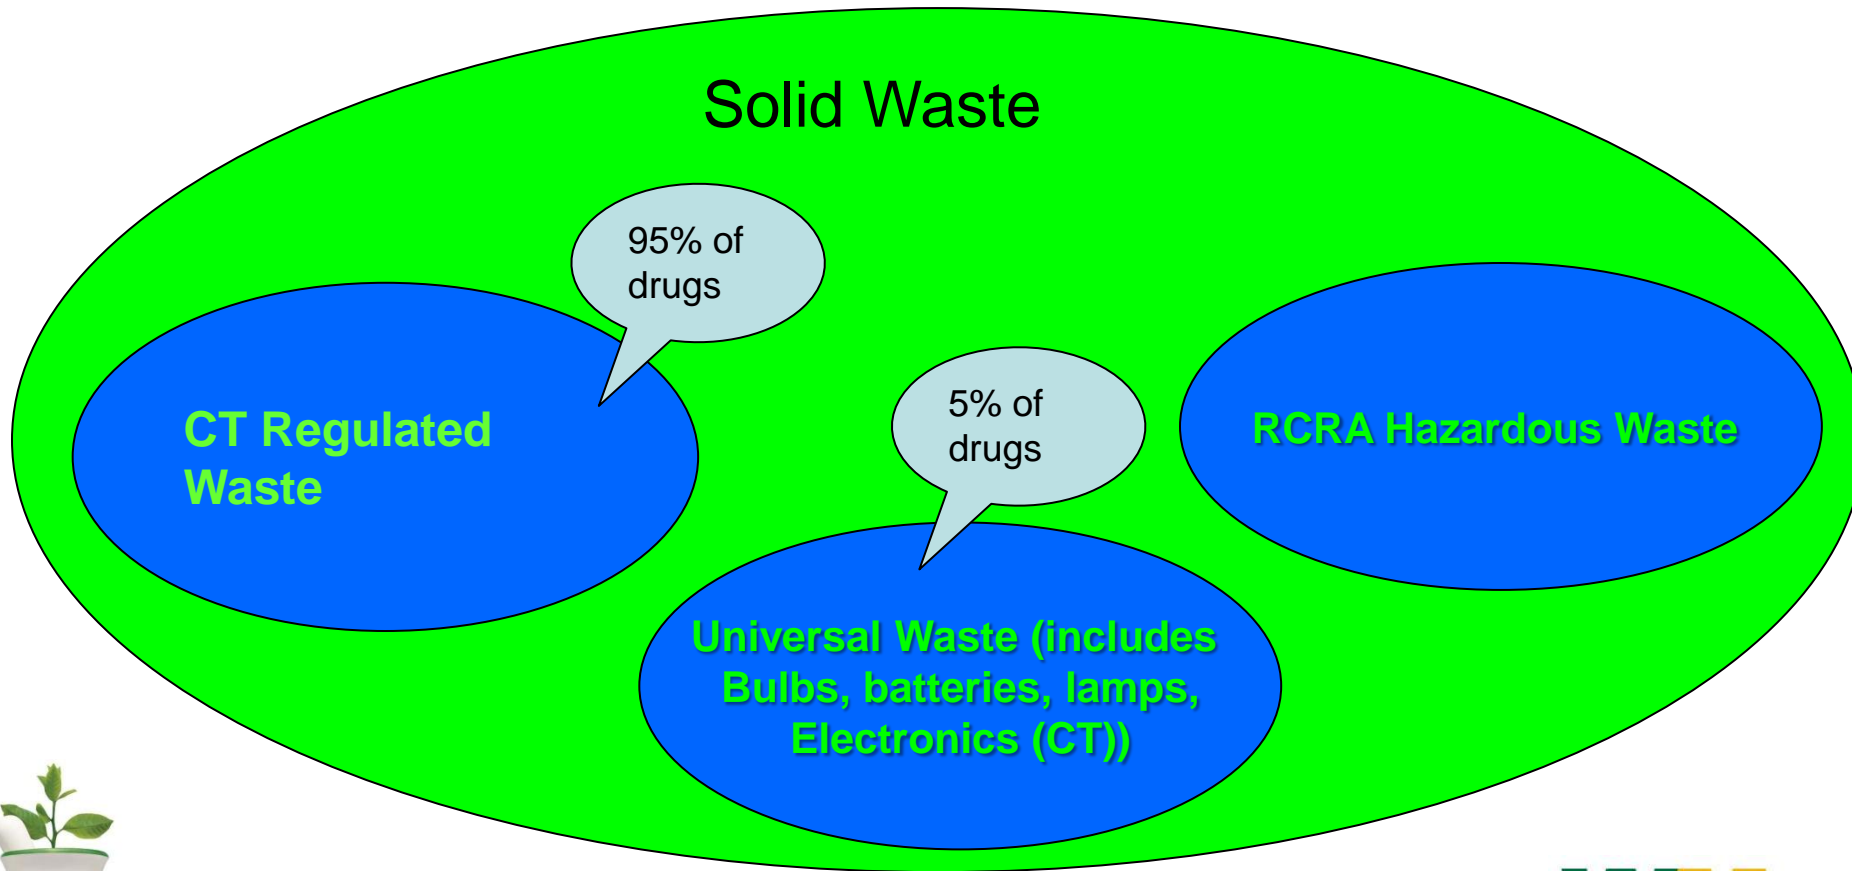 Solid Waste
95% of
drugs
CT Regulated
Waste
5% of
drugs
RCRA Hazardous Waste
Universal Waste (includes
Bulbs, batteries, lamps,
Electronics (CT))